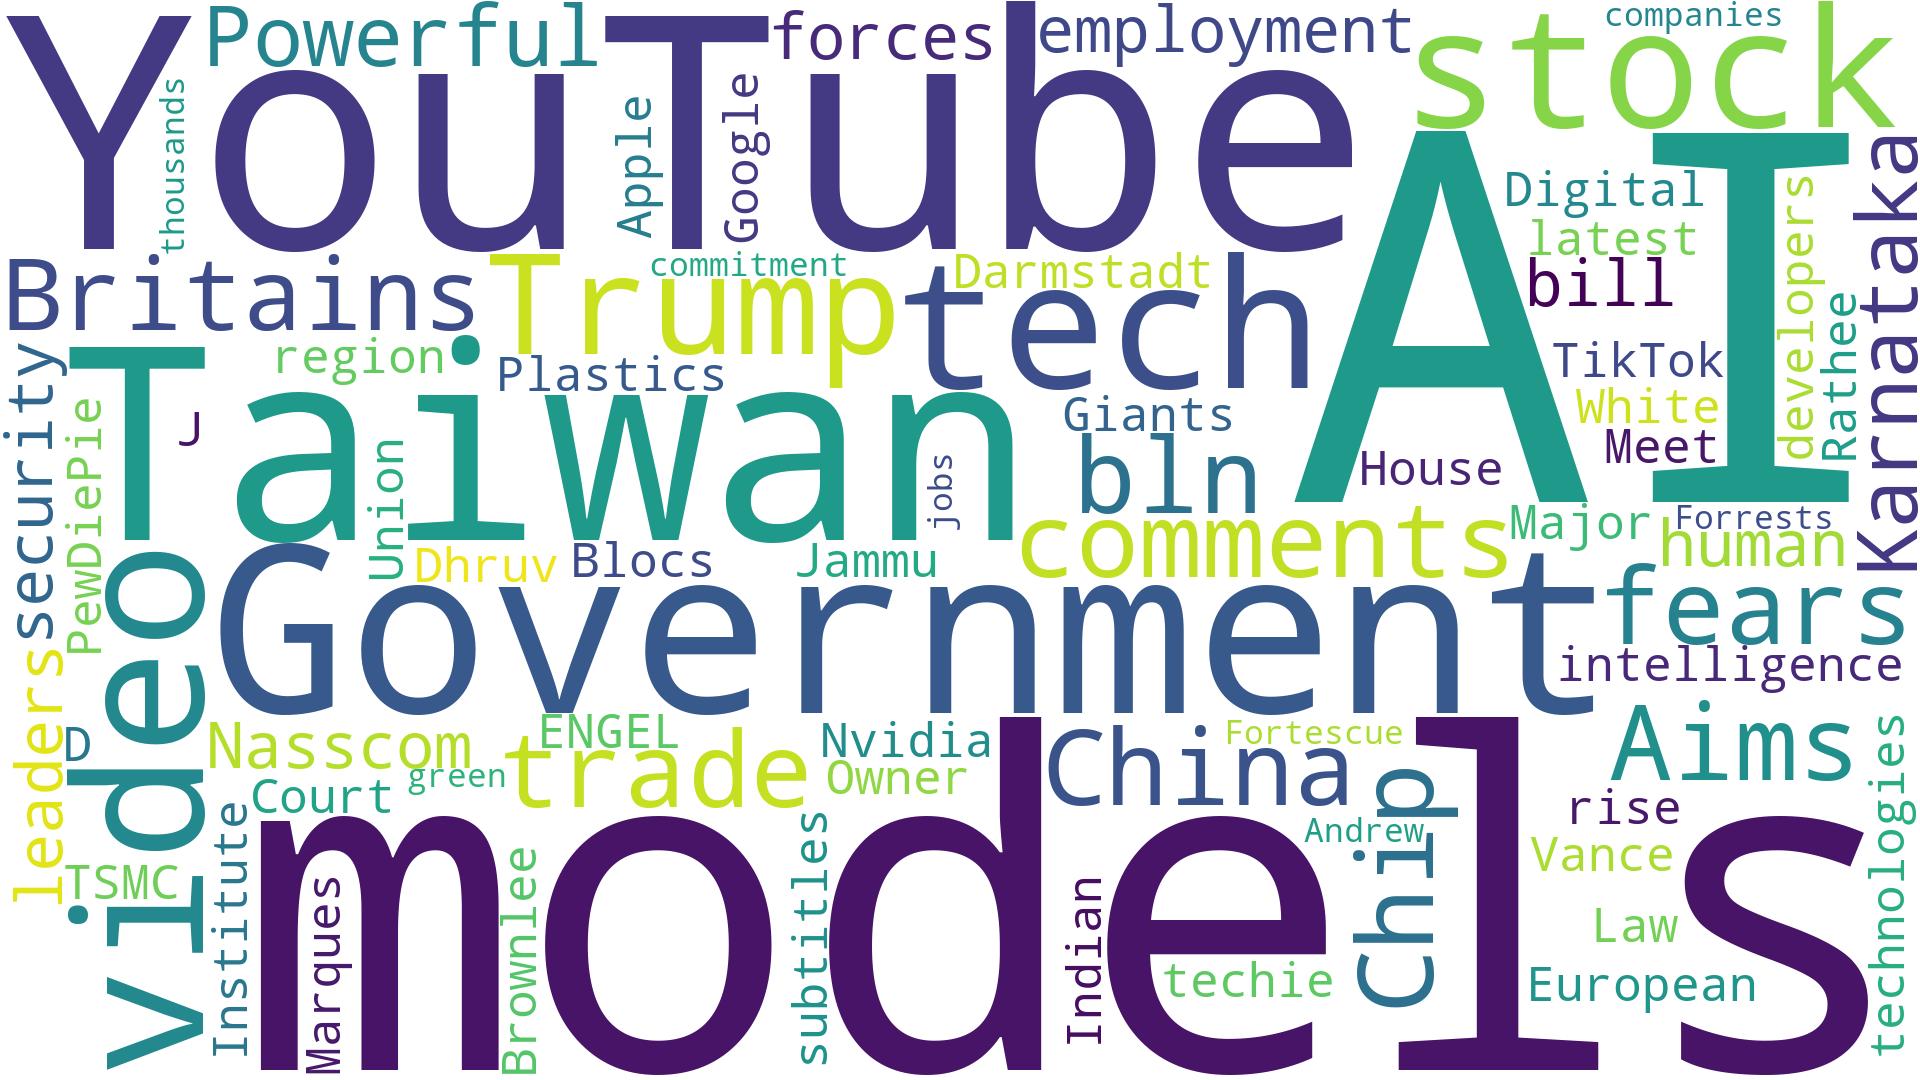 YouTube
AI
models
Taiwan
Government
video
tech
stock
Trump
Powerful
forces
employment
companies
thousands
Apple
Google
Digital
latest
bill
developers
Karnataka
Rathee
Britains
commitment
Darmstadt
region
Plastics
Giants
TikTok
White
Meet
House
security
PewDiePie
J
Union
jobs
bln
comments
Major
Forrests
human
Dhruv
Blocs
Jammu
fears
intelligence
leaders
D
Nasscom
ENGEL
trade
Nvidia
Owner
China
Fortescue
Aims
Court
green
Chip
Andrew
rise
technologies
TSMC
Institute
Marques
Brownlee
subtitles
Indian
techie
Vance
Law
European